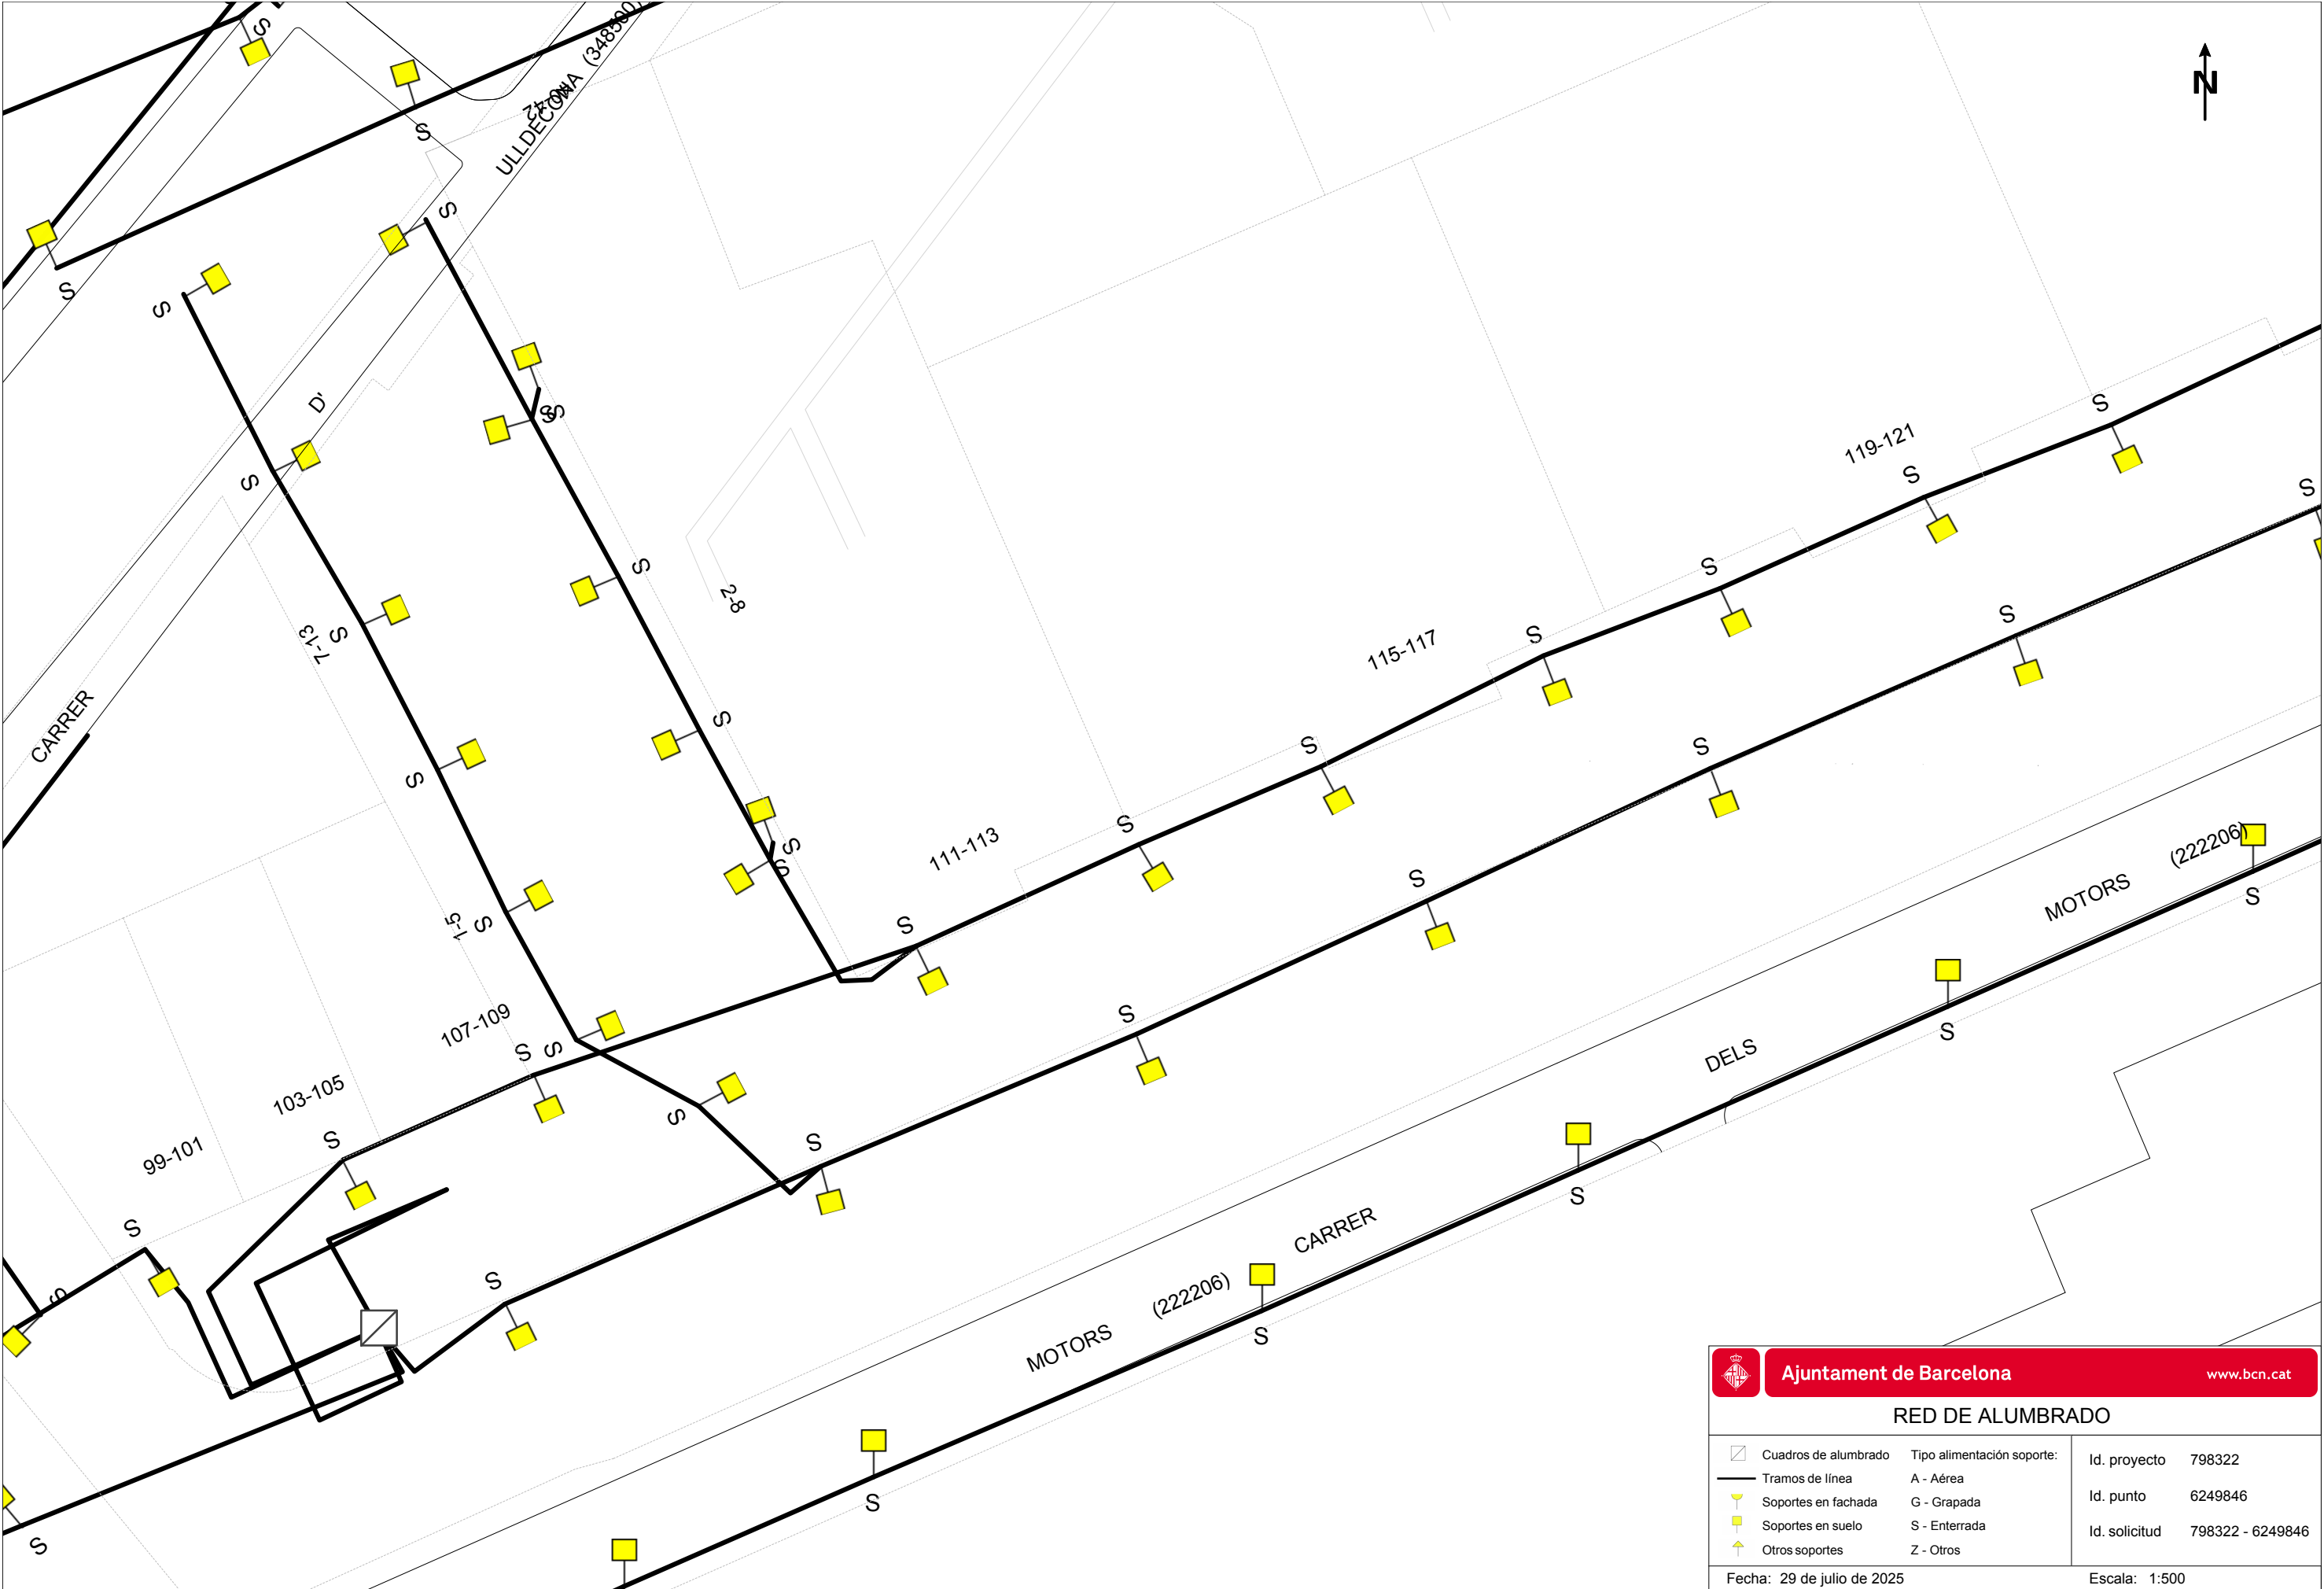 S
S
ULLDECONA (348500)
N
S
S
S
D'
S
S
S
S
119-121
S
S
S
S
2-8
S
7-13
S
S
115-117
S
S
CARRER
S
S
S
S
111-113
S
S
S
(222206)
MOTORS
S
S
1-5
S
S
107-109
S
S
S
DELS
103-105
S
S
S
99-101
S
S
CARRER
S
S
(222206)
MOTORS
S
S
S
Ajuntament de Barcelona
www.bcn.cat
RED DE ALUMBRADO
Cuadros de alumbrado
Tramos de línea
Soportes en fachada
Soportes en suelo
Otros soportes
Tipo alimentación soporte:
A - Aérea
G - Grapada
S - Enterrada
Z - Otros
Id. proyecto 798322
Id. punto 6249846
Id. solicitud 798322 - 6249846
Fecha: 29 de julio de 2025
Escala: 1:500